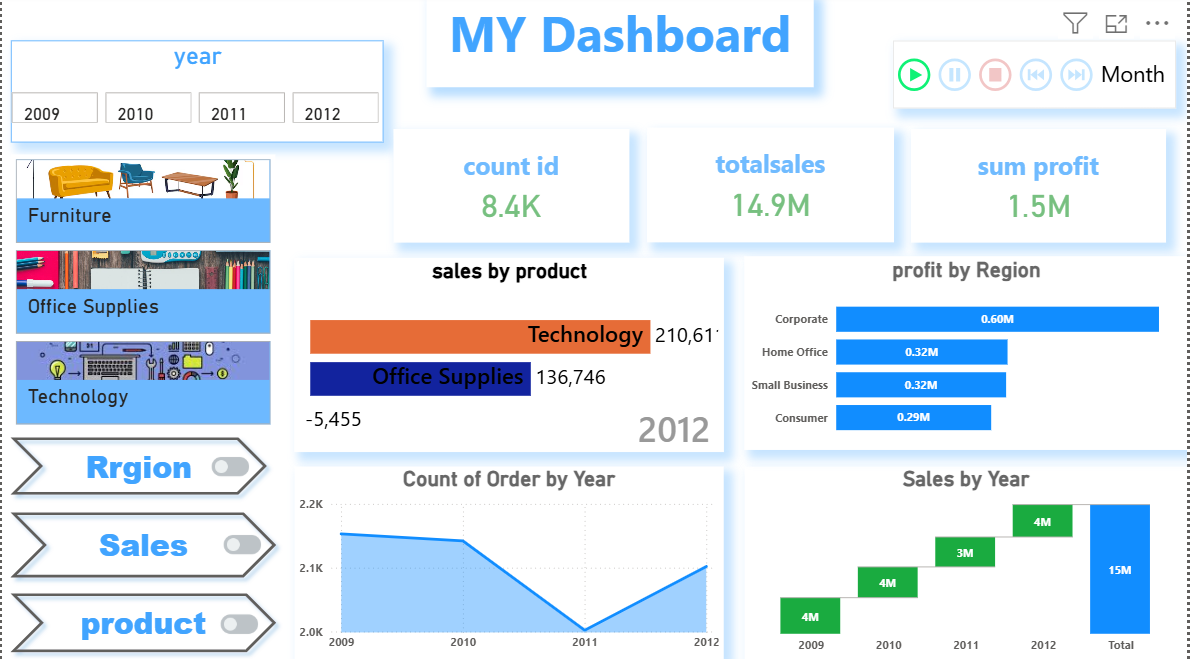 MY Dashboard
year
2009
2010
2011
2012
Month
Furniture
Office Supplies
Technology
Rrgion
Sales
product
count id
8.4K
totalsales
14.9M
sum profit
1.5M
sales by product
Technology 210,61
Office Supplies 136,746
-5,455
2012
profit by Region
Corporate 0.60M
Home Office 0.32M
Small Business 0.32M
Consumer 0.29M
Count of Order by Year
2.2K
2.1K
2.0K
2009 2010 2011 2012
Sales by Year
4M
4M
3M
4M
15M
2009 2010 2011 2012 Total